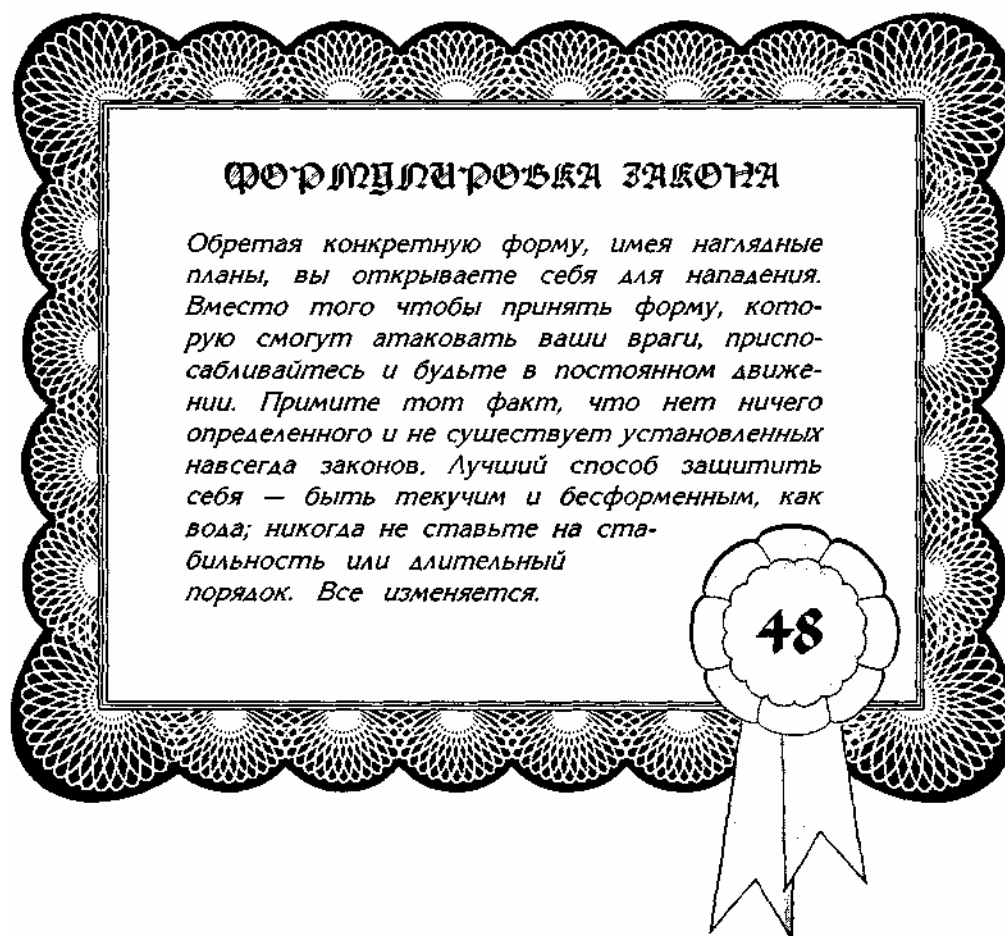 ФОРМУЛИРОВКА ЗАКОНА
Обретая конкретную форму, имея наглядные
планы, вы открываете себя для нападения.
Вместо того чтобы принять форму, кото-
рую смогут атаковать ваши враги, приспо-
сабливайтесь и будьте в постоянном движе-
нии. Примите тот факт, что нет ничего
определенного и не существует установленных
навсегда законов. Лучший способ защитить
себя — быть текучим и бесформенным, как
вода; никогда не ставьте на ста-
бильность или длительный
порядок. Все изменяется.
48